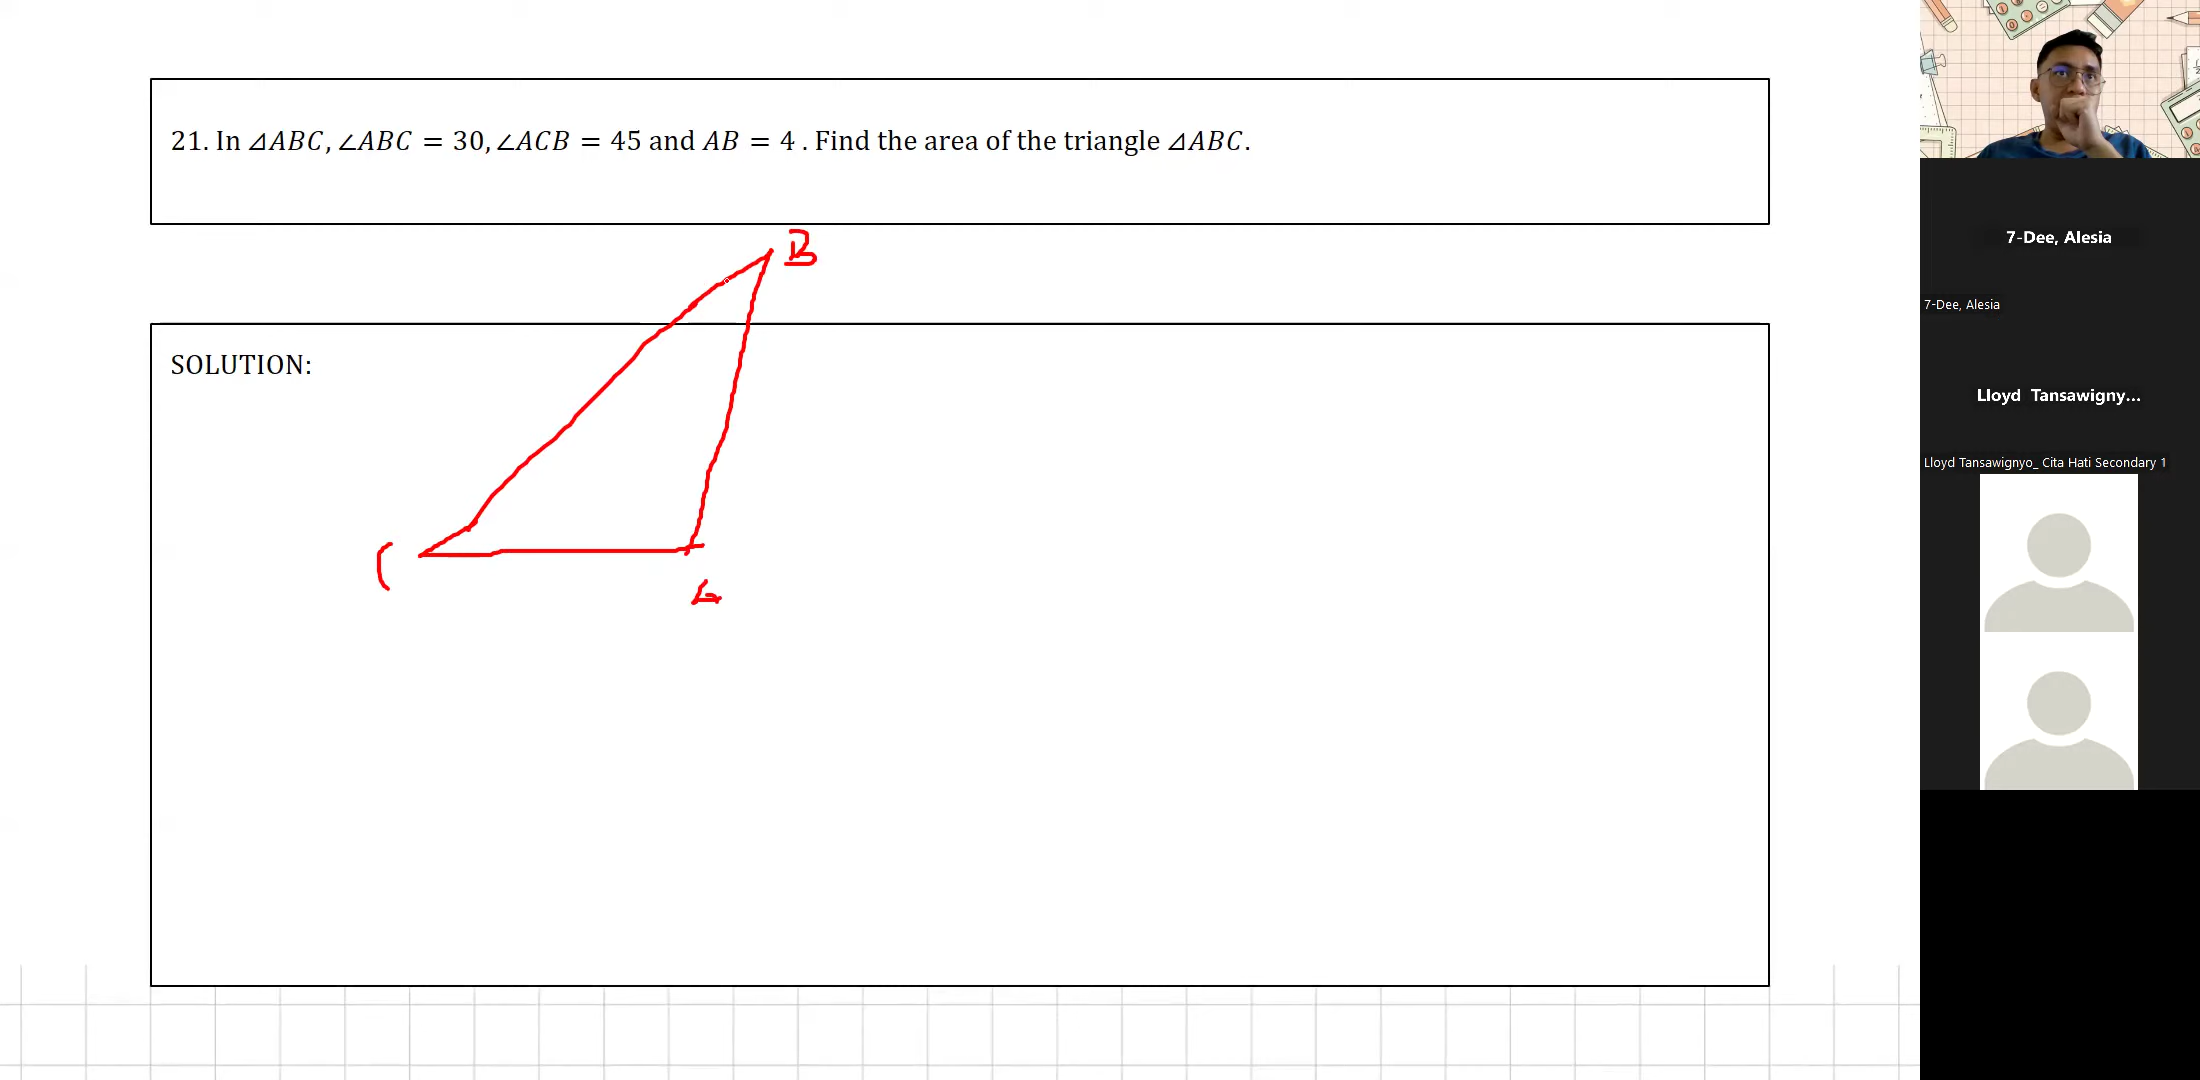 21. In ⊿ABC, ∠ABC = 30, ∠ACB = 45 and AB = 4 . Find the area of the triangle ⊿ABC.
B
SOLUTION:
C
7-Dee, Alesia
7-Dee, Alesia
Lloyd Tansawigny...
Lloyd Tansawignyo_ Cita Hati Secondary 1